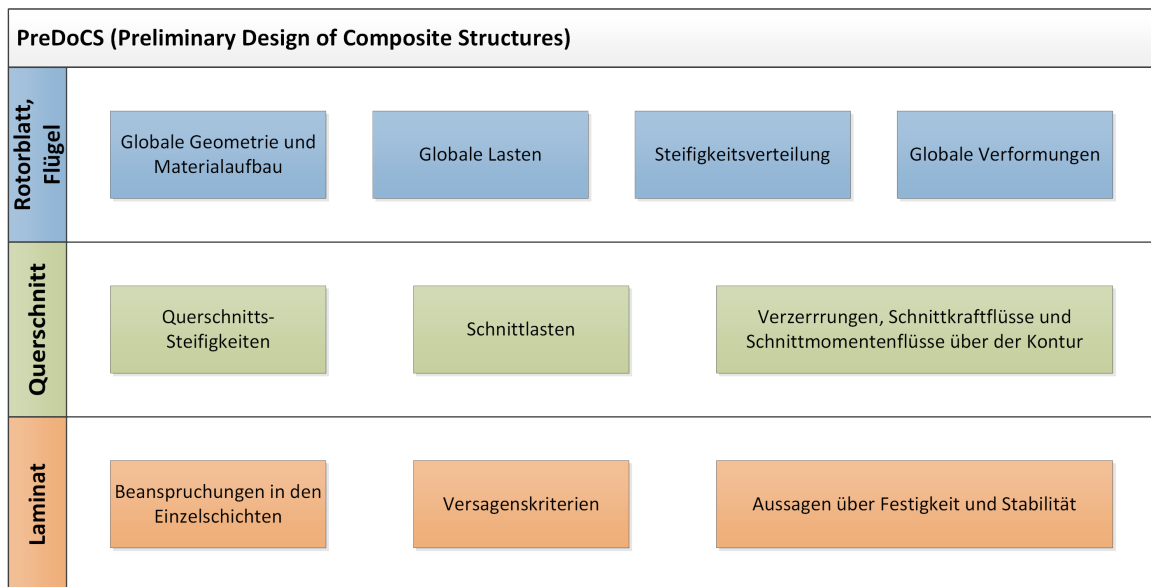 PreDoCS (Preliminary Design of Composite Structures)
Rotorblatt,
Flügel
Globale Geometrie und
Materialaufbau
Globale Lasten
Steifigkeitsverteilung
Globale Verformungen
Querschnitt
Querschnitts-
Steifigkeiten
Schnittlasten
Verzerrrungen, Schnittkraftflüsse und
Schnittmomentenflüsse über der Kontur
Laminat
Beanspruchungen in den
Einzelschichten
Versagenskriterien
Aussagen über Festigkeit und Stabilität